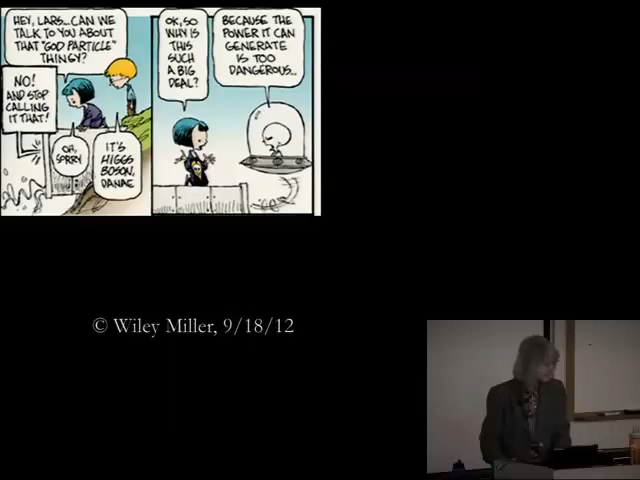 HEY, LARS...CAN WE
TALK TO YOU ABOUT
THAT "GOD PARTICLE"
THINGY?
NO!
AND STOP
CALLING
IT THAT!
OH,
SORRY
IT'S
HIGGS
BOSON,
DANAE
OK, SO
WHY IS
THIS
SUCH
A BIG
DEAL?
BECAUSE THE
POWER IT CAN
GENERATE
IS TOO
DANGEROUS...
© Wiley Miller, 9/18/12